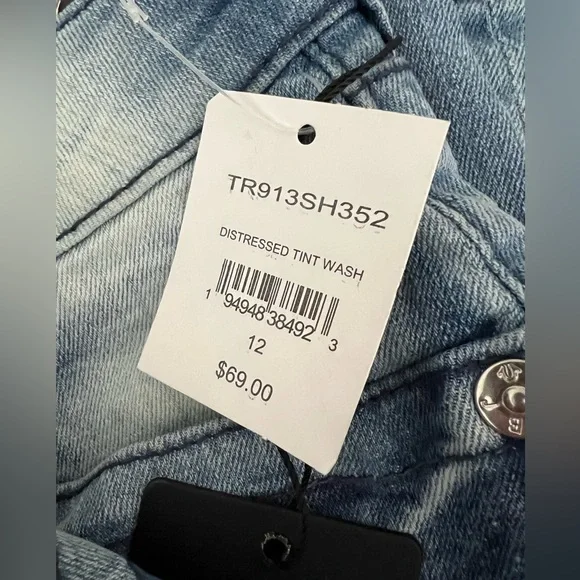 TR913SH352
DISTRESSED TINT WASH
1 94948 38492 3
12
$69.00